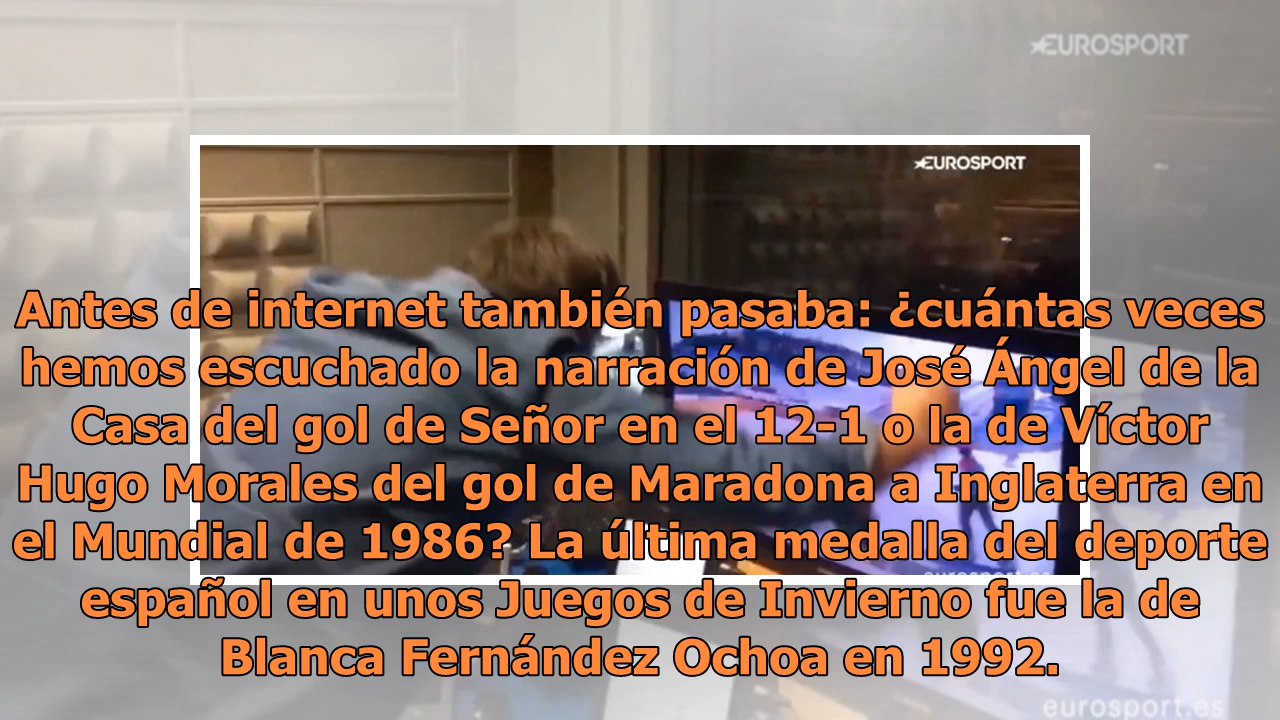 EUROSPORT
EUROSPORT
Antes de internet también pasaba: ¿cuántas veces
hemos escuchado la narración de José Ángel de la
Casa del gol de Señor en el 12-1 o la de Víctor
Hugo Morales del gol de Maradona a Inglaterra en
el Mundial de 1986? La última medalla del deporte
español en unos Juegos de Invierno fue la de
Blanca Fernández Ochoa en 1992.
eurosport.es
eurosport.es